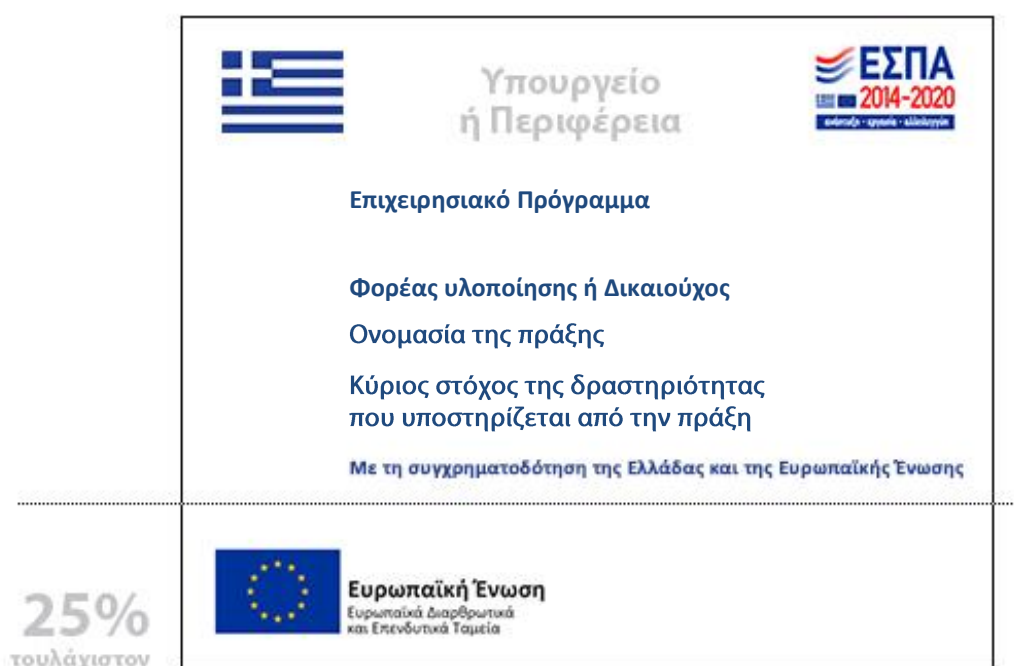 Υπουργείο
ή Περιφέρεια
ΕΣΠΑ
2014-2020
ανάπτυξη - εργασία - αλληλεγγύη
Επιχειρησιακό Πρόγραμμα
Φορέας υλοποίησης ή Δικαιούχος
Ονομασία της πράξης
Κύριος στόχος της δραστηριότητας
που υποστηρίζεται από την πράξη
Με τη συγχρηματοδότηση της Ελλάδας και της Ευρωπαϊκής Ένωσης
Ευρωπαϊκή Ένωση
Ευρωπαϊκά Διαρθρωτικά
και Επενδυτικά Ταμεία
25%
τουλάχιστον